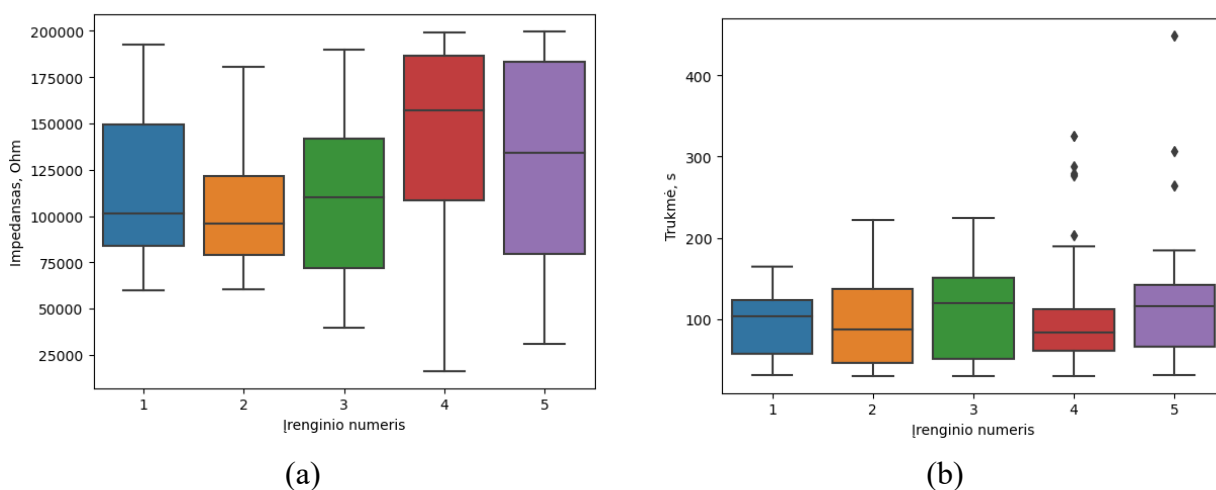 200000
175000
150000
125000
100000
75000
50000
25000
Impedansas, Ohm
1 2 3 4 5
Įrenginio numeris
(a)
400
300
200
100
Trukmė, s
1 2 3 4 5
Įrenginio numeris
(b)